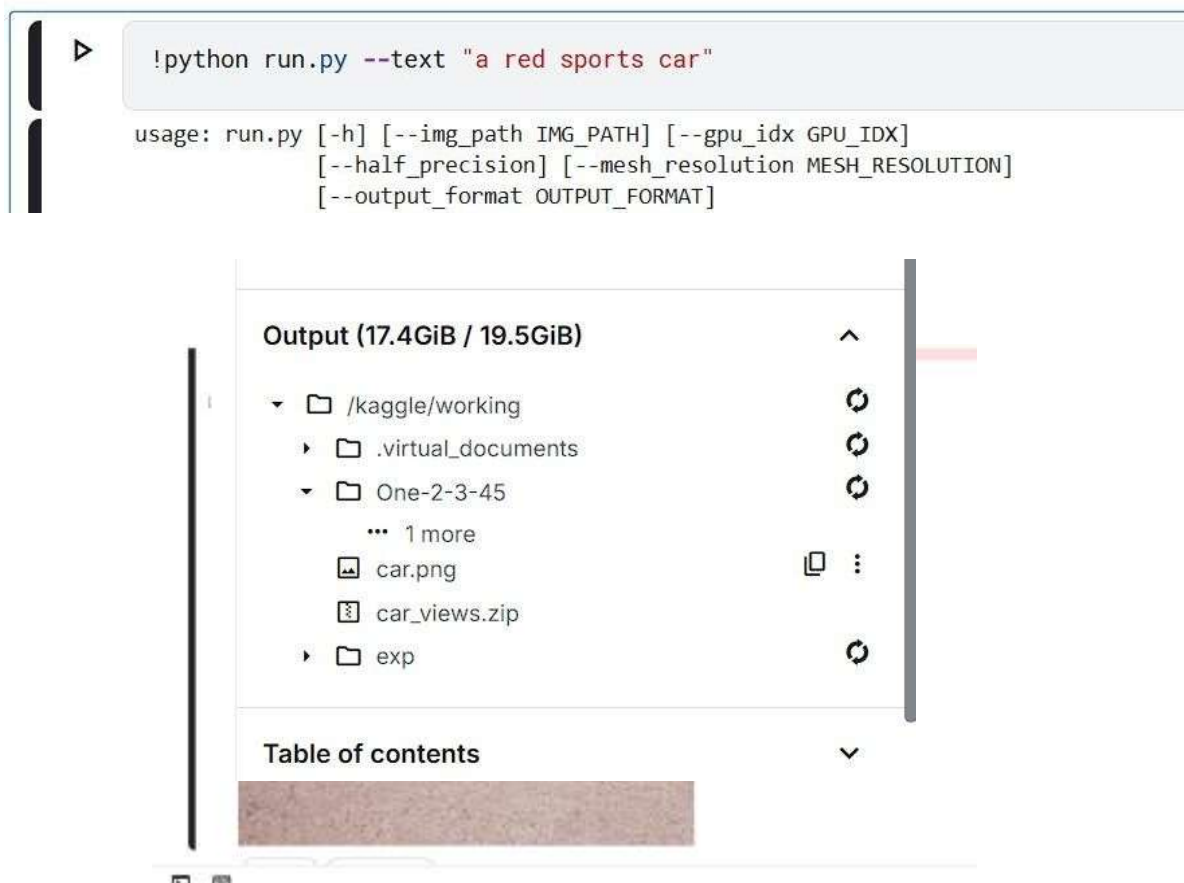 !python run.py --text "a red sports car"
usage: run.py [-h] [--img_path IMG_PATH] [--gpu_idx GPU_IDX]
[--half_precision] [--mesh_resolution MESH_RESOLUTION]
[--output_format OUTPUT_FORMAT]
Output (17.4GiB / 19.5GiB)
/kaggle/working
.virtual_documents
One-2-3-45
••• 1 more
car.png
car_views.zip
exp
Table of contents